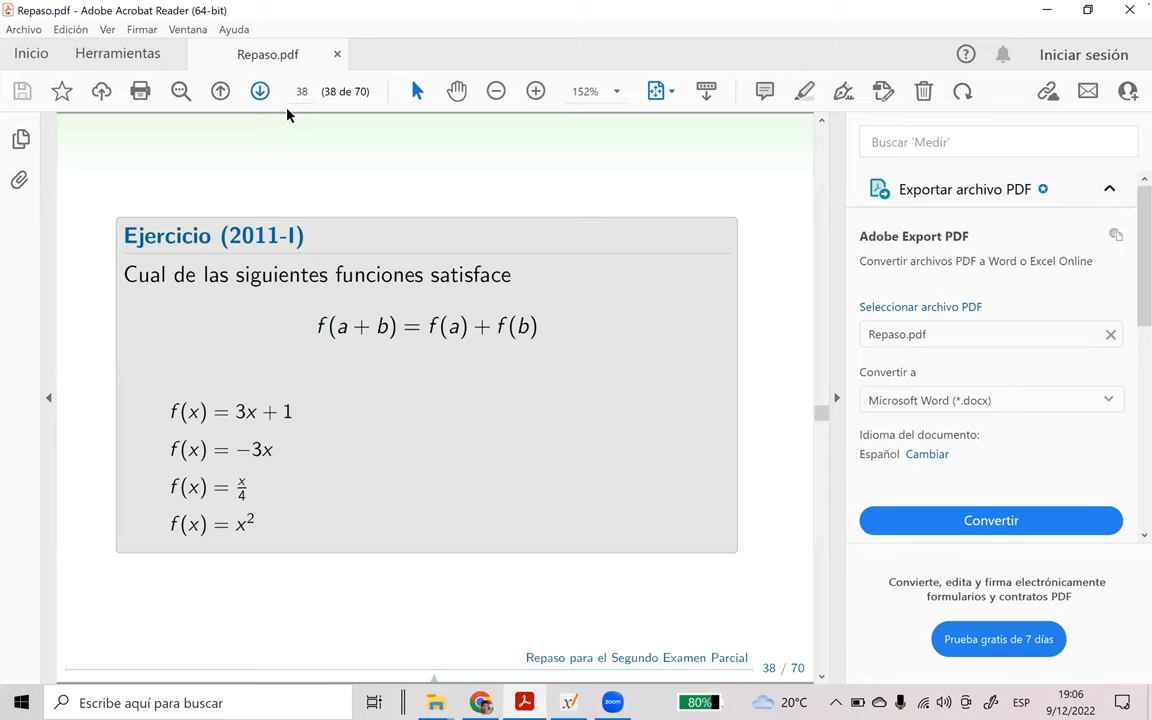 Repaso.pdf - Adobe Acrobat Reader (64-bit)
Archivo Edición Ver Firmar Ventana Ayuda
Inicio Herramientas Repaso.pdf × Iniciar sesión
38 (38 de 70) 152%
Buscar 'Medir'
Exportar archivo PDF
Adobe Export PDF
Convertir archivos PDF a Word o Excel Online
Seleccionar archivo PDF
Repaso.pdf
Convertir a
Microsoft Word (*.docx)
Idioma del documento:
Español Cambiar
Convertir
Convierte, edita y firma electrónicamente
formularios y contratos PDF
Prueba gratis de 7 días
Ejercicio (2011-I)
Cual de las siguientes funciones satisface
f(a + b) = f(a) + f(b)
f(x) = 3x + 1
f(x) = −3x
f(x) = x/4
f(x) = x²
Repaso para el Segundo Examen Parcial 38 / 70
Escribe aquí para buscar
zoom
80%
20°C
ESP
19:06
9/12/2022